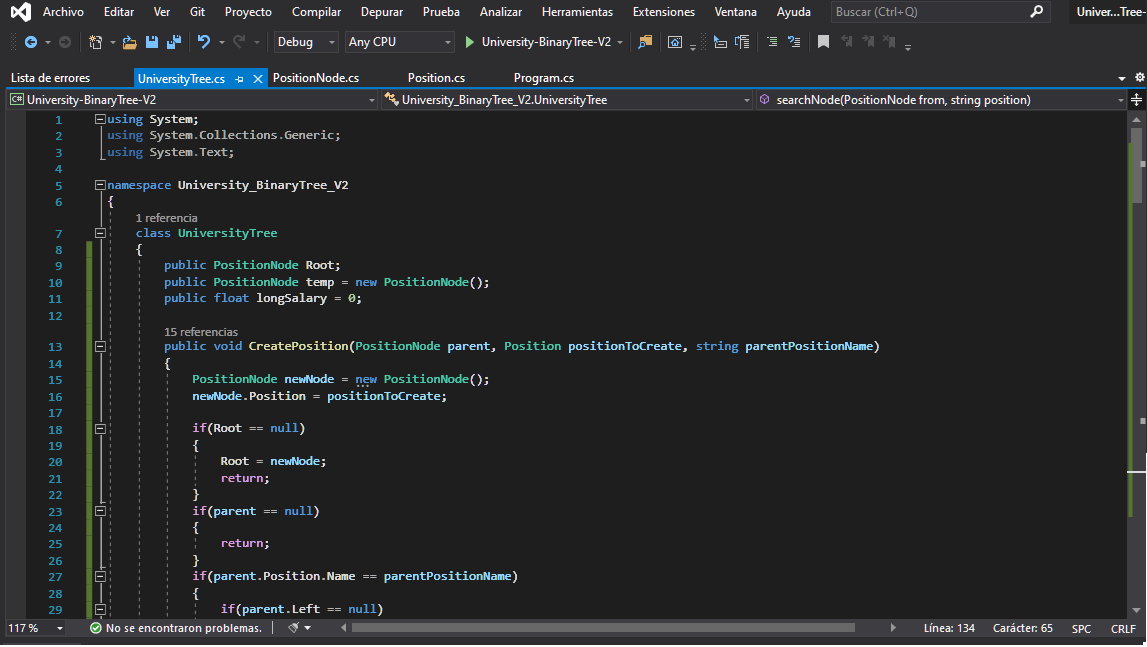 Archivo Editar Ver Git Proyecto Compilar Depurar Prueba Analizar Herramientas Extensiones Ventana Ayuda Buscar (Ctrl+Q) Univer...Tree-
Debug Any CPU University-BinaryTree-V2
Lista de errores UniversityTree.cs PositionNode.cs Position.cs Program.cs
C# University-BinaryTree-V2 University_BinaryTree_V2.UniversityTree searchNode(PositionNode from, string position)
1 using System;
2 using System.Collections.Generic;
3 using System.Text;
4
5 namespace University_BinaryTree_V2
6 {
1 referencia
7 class UniversityTree
8 {
9 public PositionNode Root;
10 public PositionNode temp = new PositionNode();
11 public float longSalary = 0;
12
15 referencias
13 public void CreatePosition(PositionNode parent, Position positionToCreate, string parentPositionName)
14 {
15 PositionNode newNode = new PositionNode();
16 newNode.Position = positionToCreate;
17
18 if(Root == null)
19 {
20 Root = newNode;
21 return;
22 }
23 if(parent == null)
24 {
25 return;
26 }
27 if(parent.Position.Name == parentPositionName)
28 {
29 if(parent.Left == null)
117 % No se encontraron problemas. Línea: 134 Carácter: 65 SPC CRLF